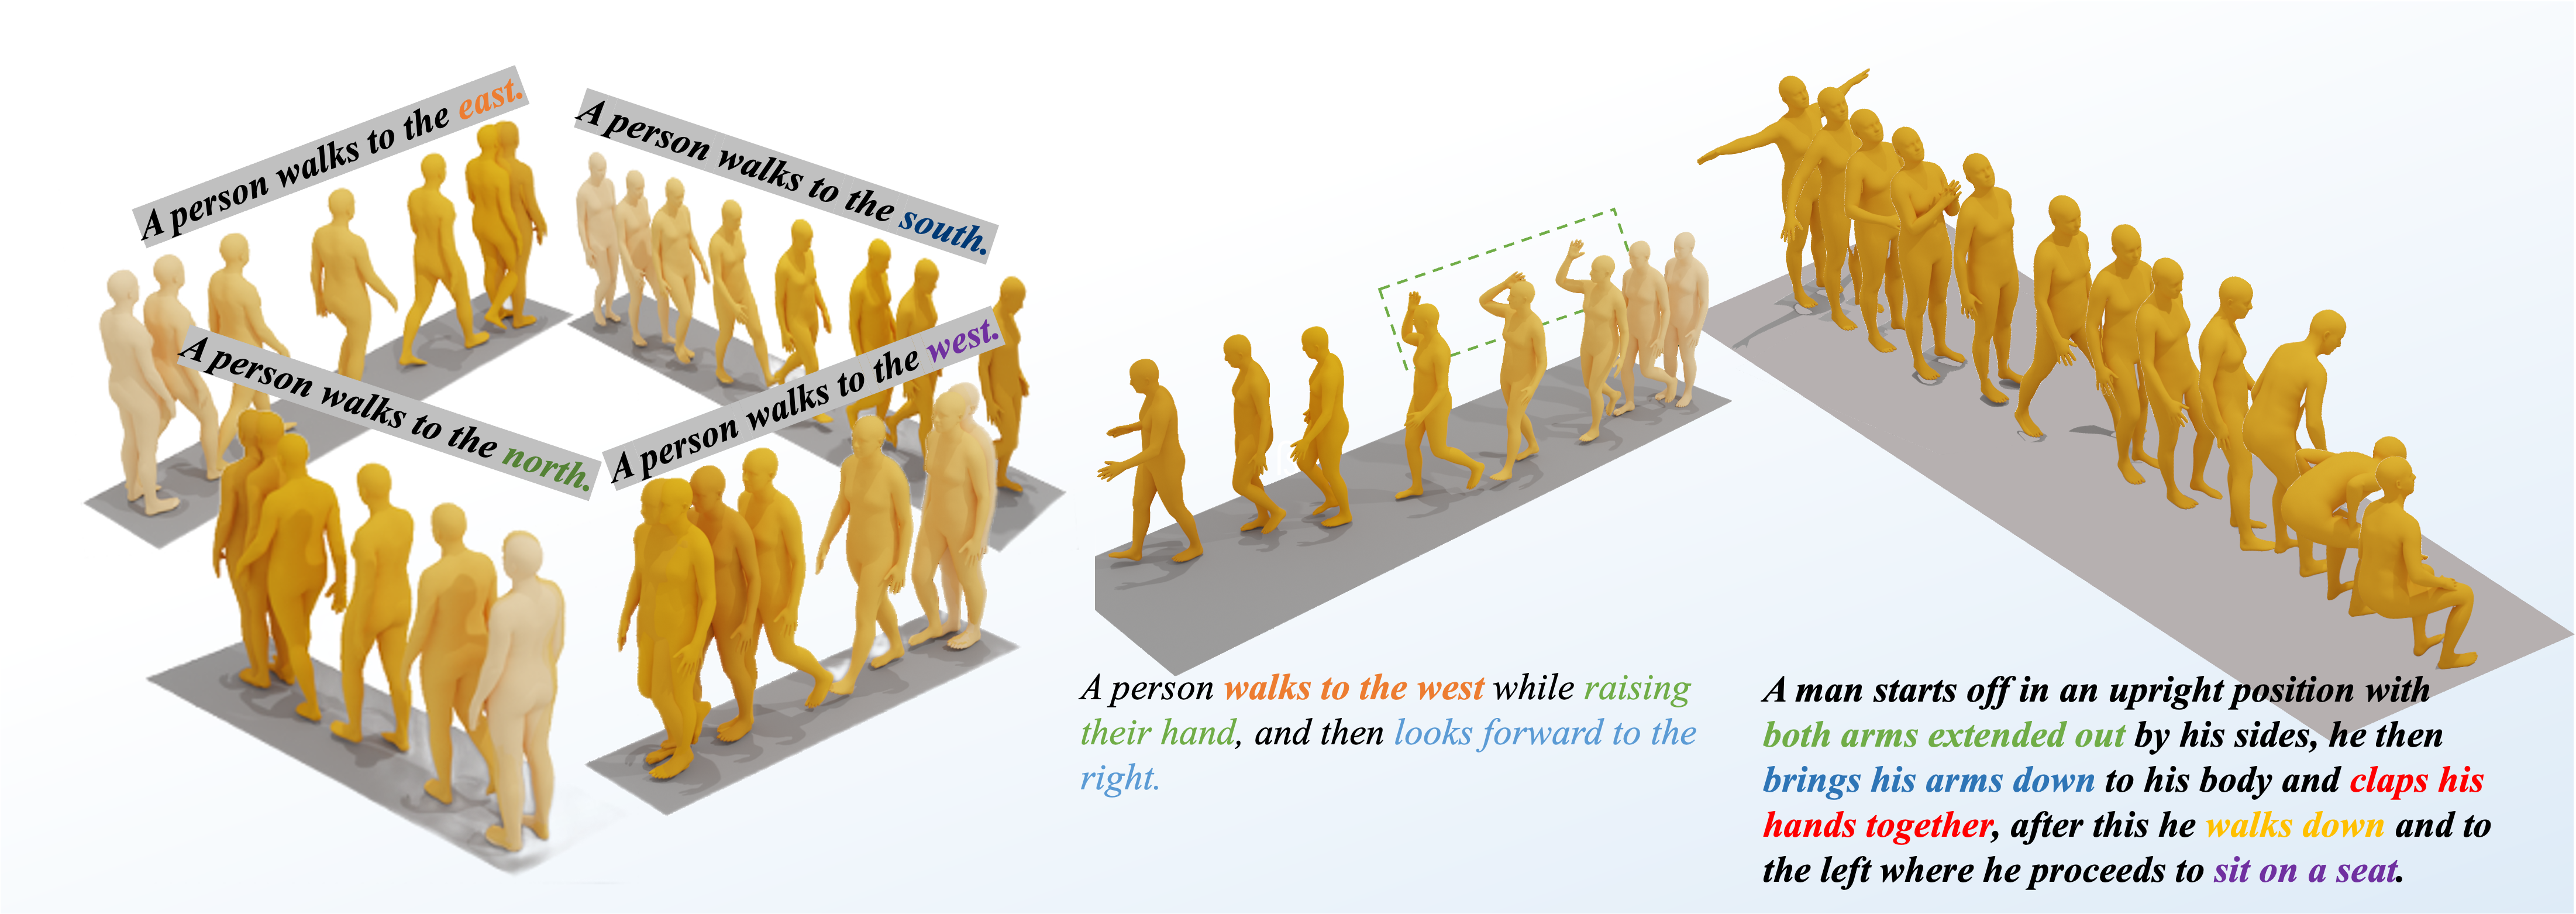 A person walks to the east.
A person walks to the south.
A person walks to the north.
A person walks to the west.
A person walks to the west while raising
their hand, and then looks forward to the
right.
A man starts off in an upright position with
both arms extended out by his sides, he then
brings his arms down to his body and claps his
hands together, after this he walks down and to
the left where he proceeds to sit on a seat.